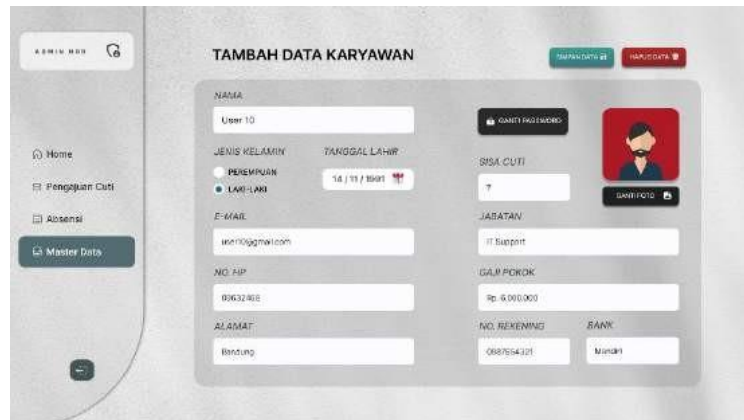 ADMIN HRD
TAMBAH DATA KARYAWAN
SIMPAN DATA
HAPUS DATA
NAMA
User 10
GANTI PASSWORD
Home
JENIS KELAMIN
TANGGAL LAHIR
PEREMPUAN
LAKI-LAKI
14 / 11 / 1991
SISA CUTI
7
GANTI FOTO
Pengajuan Cuti
Absensi
Master Data
E-MAIL
user10@gmail.com
JABATAN
IT Support
NO. HP
GAJI POKOK
Rp. 6.000.000
ALAMAT
Bandung
NO. REKENING
0987654321
BANK
Mandiri